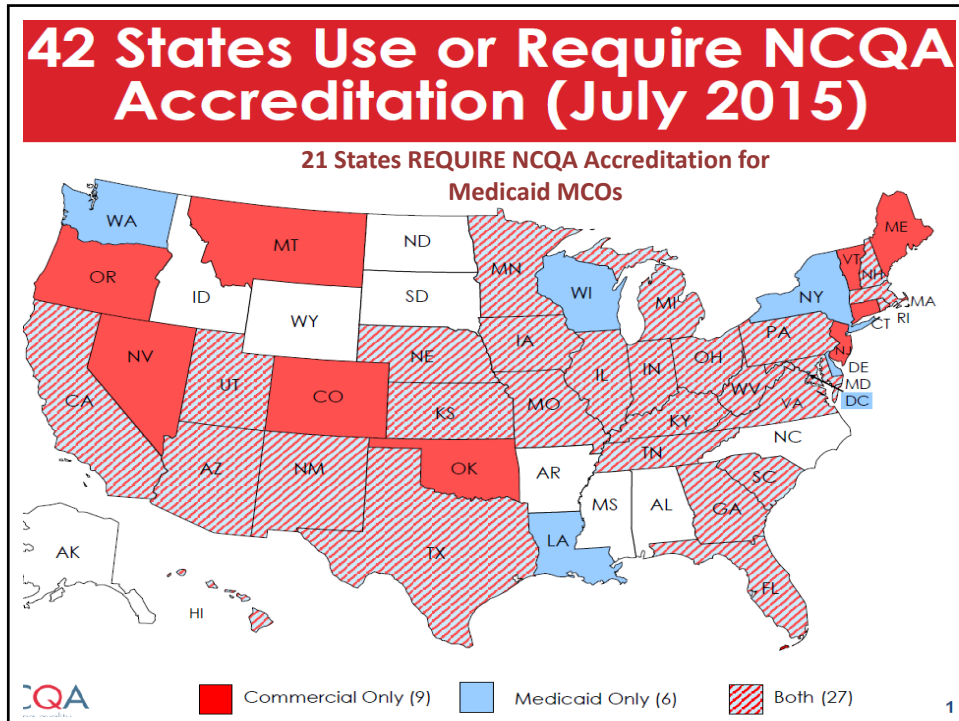 42 States Use or Require NCQA
Accreditation (July 2015)
21 States REQUIRE NCQA Accreditation for
Medicaid MCOs
WA
OR
MT
ID
WY
ND
SD
NV
CA
UT
CO
AZ
NM
NE
KS
OK
TX
MN
IA
MO
AR
LA
WI
IL
MI
IN
OH
KY
TN
MS
AL
GA
FL
SC
NC
VA
WV
PA
NY
VT
NH
ME
MA
RI
CT
NJ
DE
MD
DC
AK
HI
CQA
Commercial Only (9)
Medicaid Only (6)
Both (27)
1